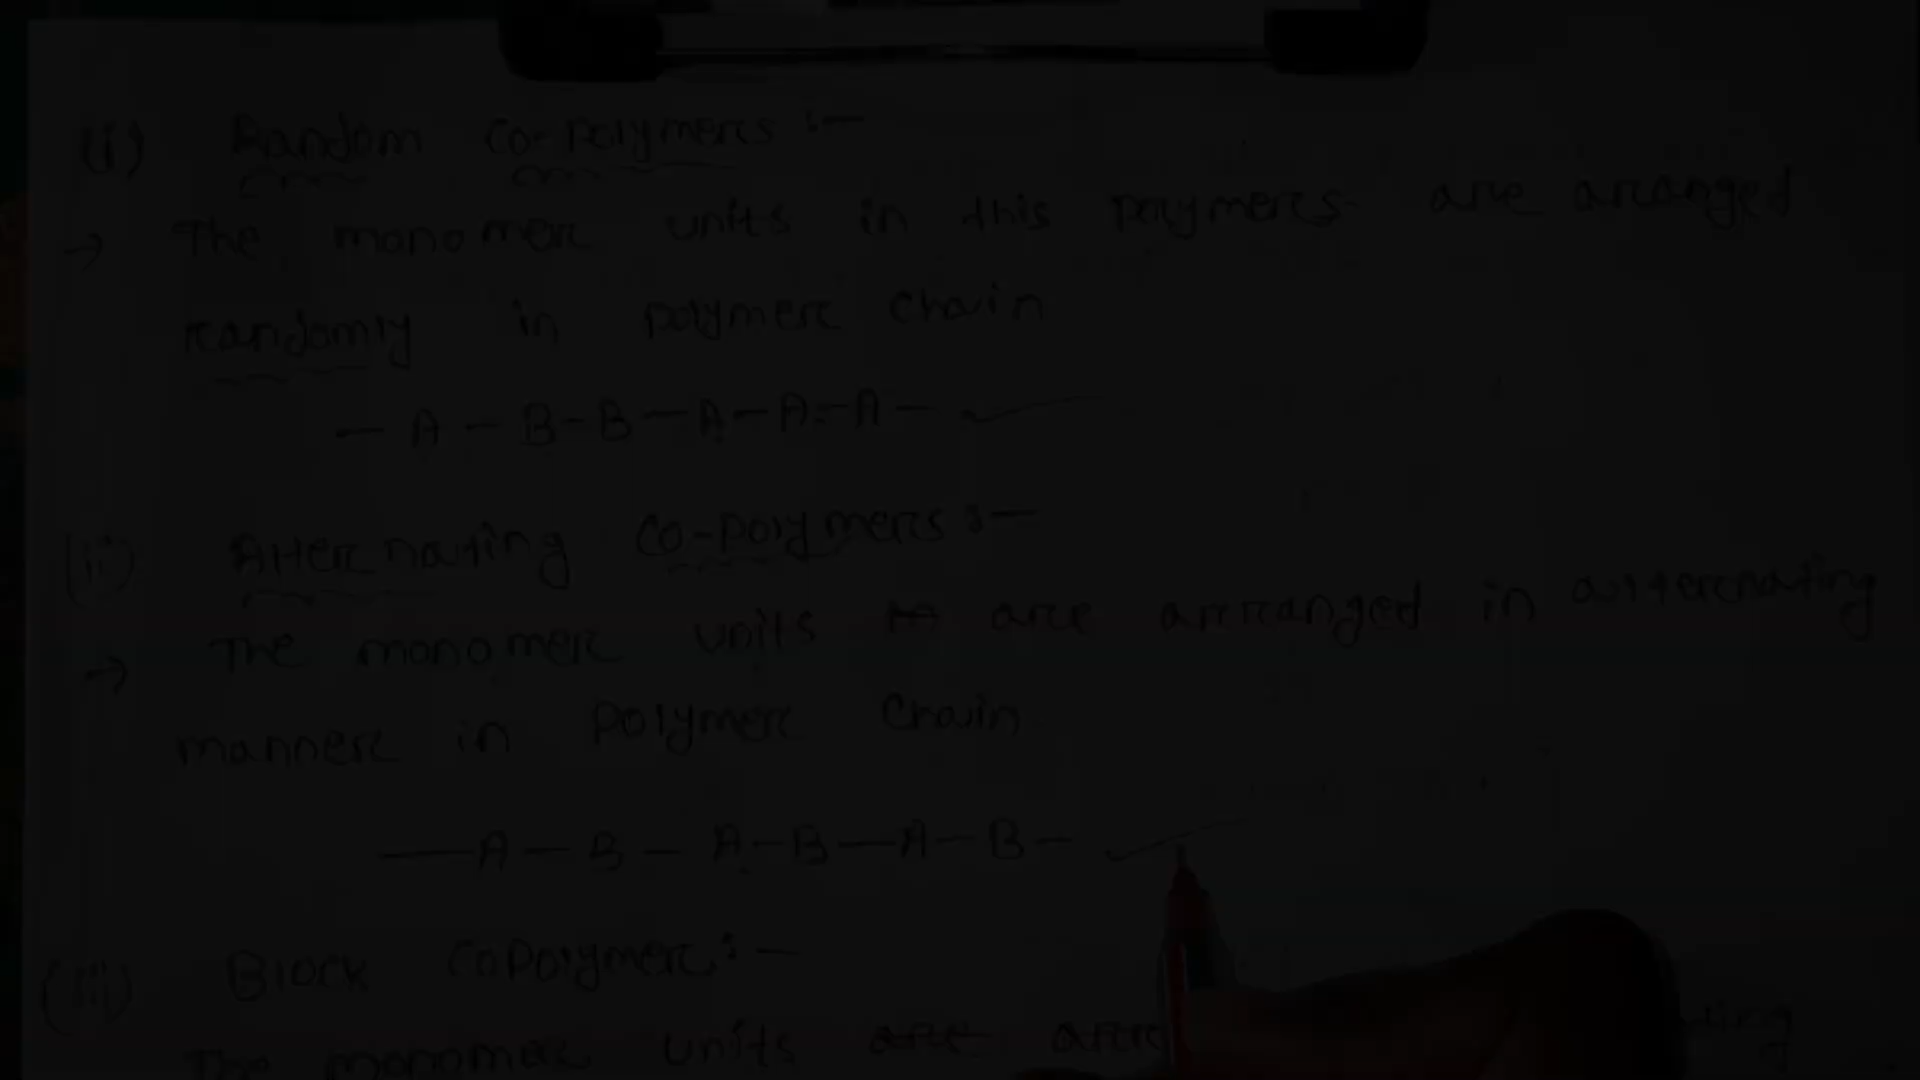 (i) Random Co-polymers :-
→ The monomer units in this polymers are arranged
randomly in polymer chain
— A — B - B — A — A - A —
(ii) Alternating Co-polymers :-
→ The monomer units are arranged in alternating
manner in polymer chain
— A — B — A - B — A - B -
(iii) Block copolymer :-
The monomer units